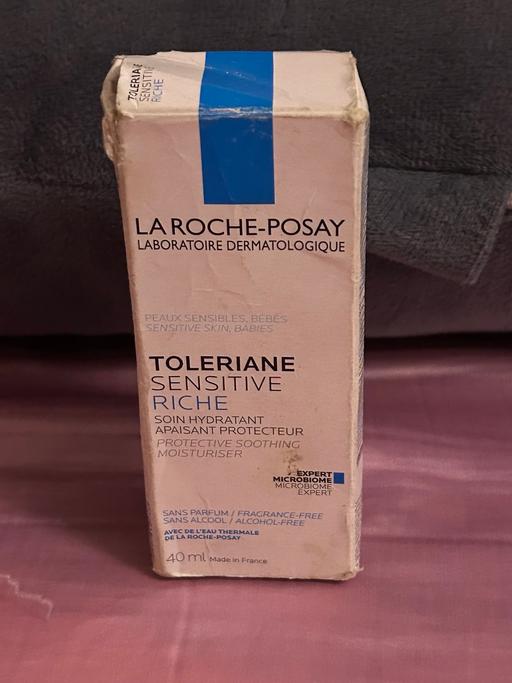 TOLERIANE
SENSITIVE
RICHE
LA ROCHE-POSAY
LABORATOIRE DERMATOLOGIQUE
PEAUX SENSIBLES, BÉBÉS
SENSITIVE SKIN, BABIES
TOLERIANE
SENSITIVE
RICHE
SOIN HYDRATANT
APAISANT PROTECTEUR
PROTECTIVE SOOTHING
MOISTURISER
EXPERT
MICROBIOME
MICROBIOME
EXPERT
SANS PARFUM / FRAGRANCE-FREE
SANS ALCOOL / ALCOHOL-FREE
AVEC DE L'EAU THERMALE
DE LA ROCHE-POSAY
40 ml Made in France